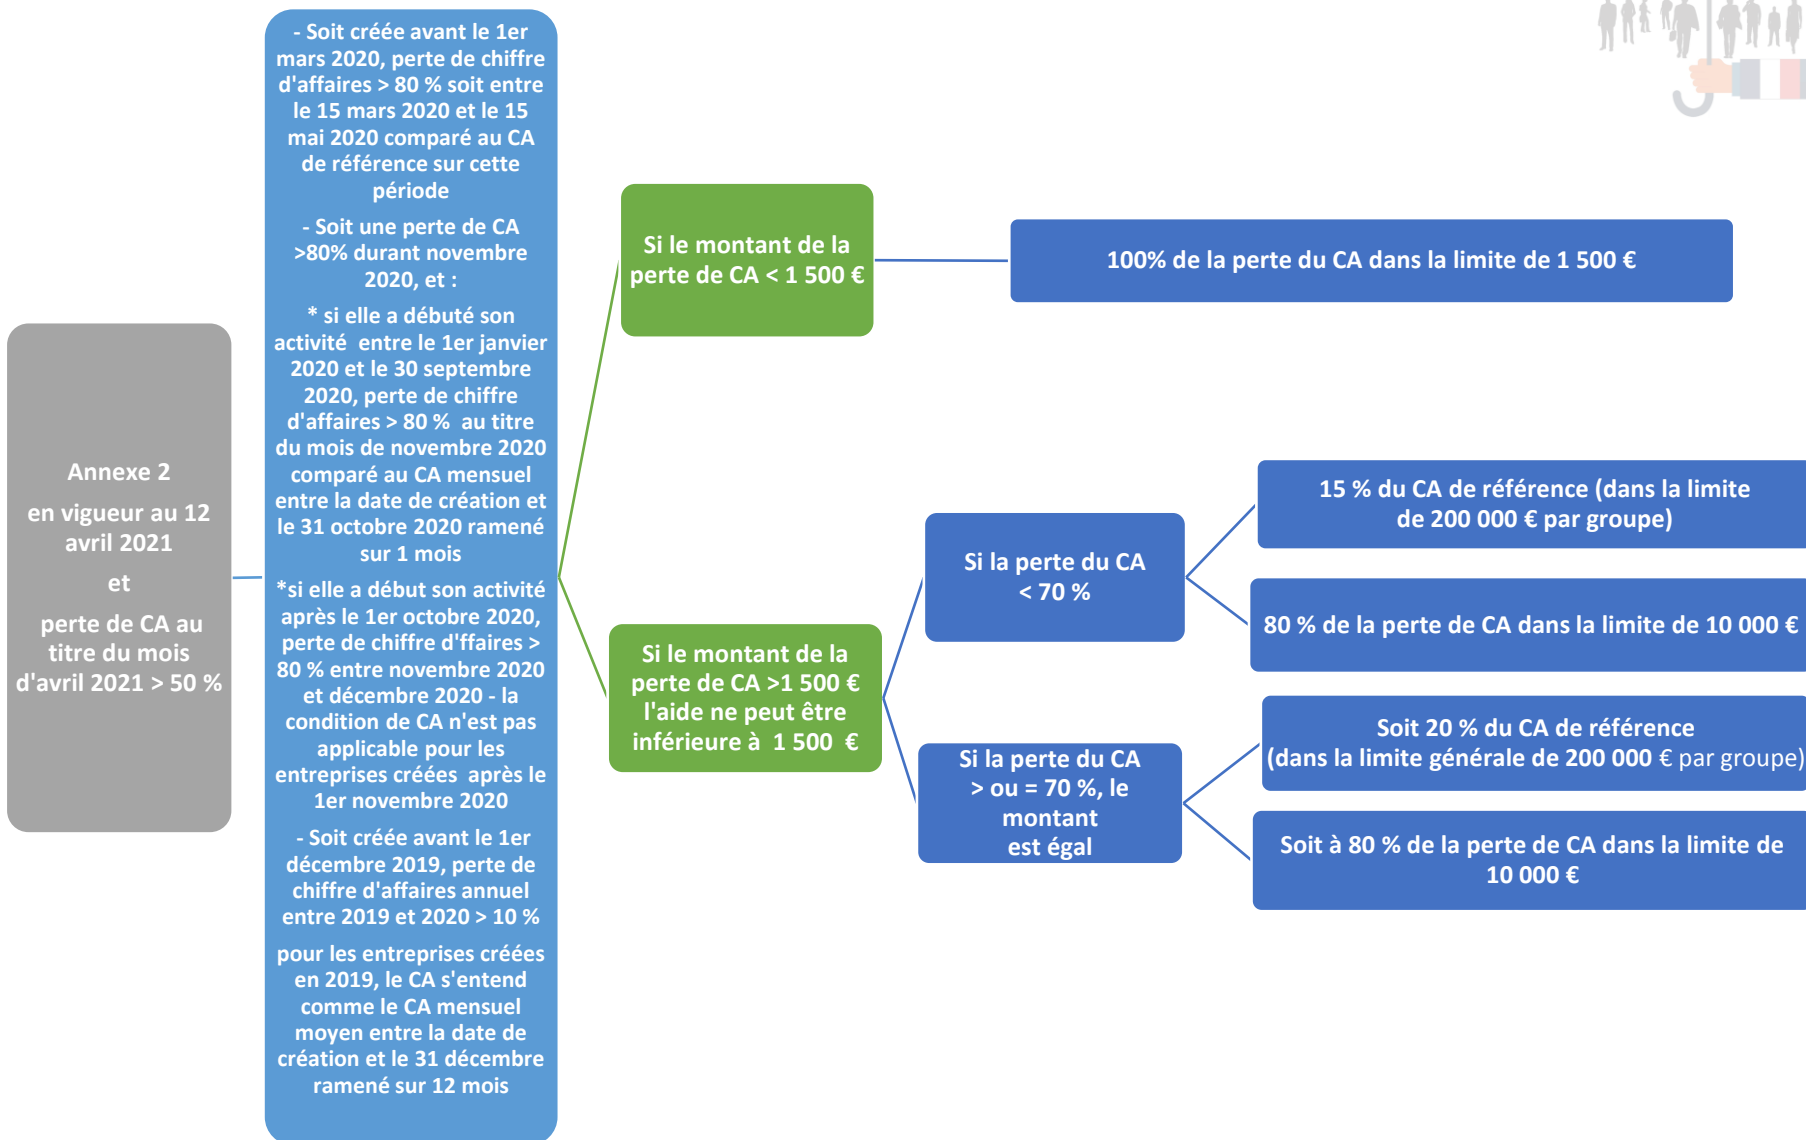 Annexe 2
en vigueur au 12
avril 2021
et
perte de CA au
titre du mois
d'avril 2021 > 50 %
- Soit créée avant le 1er
mars 2020, perte de chiffre
d'affaires > 80 % soit entre
le 15 mars 2020 et le 15
mai 2020 comparé au CA
de référence sur cette
période
- Soit une perte de CA
>80% durant novembre
2020, et :
* si elle a débuté son
activité entre le 1er janvier
2020 et le 30 septembre
2020, perte de chiffre
d'affaires > 80 % au titre
du mois de novembre 2020
comparé au CA mensuel
entre la date de création et
le 31 octobre 2020 ramené
sur 1 mois
*si elle a début son activité
après le 1er octobre 2020,
perte de chiffre d'ffaires >
80 % entre novembre 2020
et décembre 2020 - la
condition de CA n'est pas
applicable pour les
entreprises créées après le
1er novembre 2020
- Soit créée avant le 1er
décembre 2019, perte de
chiffre d'affaires annuel
entre 2019 et 2020 > 10 %
pour les entreprises créées
en 2019, le CA s'entend
comme le CA mensuel
moyen entre la date de
création et le 31 décembre
ramené sur 12 mois
Si le montant de la
perte de CA < 1 500 €
100% de la perte du CA dans la limite de 1 500 €
Si le montant de la
perte de CA >1 500 €
l'aide ne peut être
inférieure à 1 500 €
Si la perte du CA
< 70 %
15 % du CA de référence (dans la limite
de 200 000 € par groupe)
80 % de la perte de CA dans la limite de 10 000 €
Si la perte du CA
> ou = 70 %, le
montant
est égal
Soit 20 % du CA de référence
(dans la limite générale de 200 000 € par groupe)
Soit à 80 % de la perte de CA dans la limite de
10 000 €